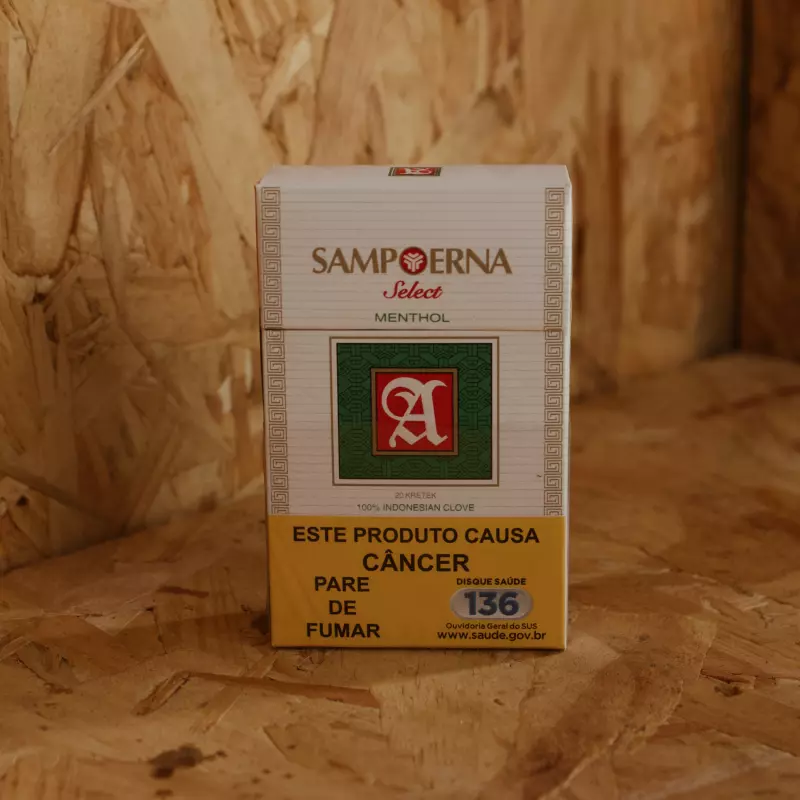 A
SAMPOERNA
Select
MENTHOL
A
20 KRETEK
100% INDONESIAN CLOVE
ESTE PRODUTO CAUSA
CÂNCER
PARE
DE
FUMAR
DISQUE SAÚDE
136
Ouvidoria Geral do SUS
www.saude.gov.br